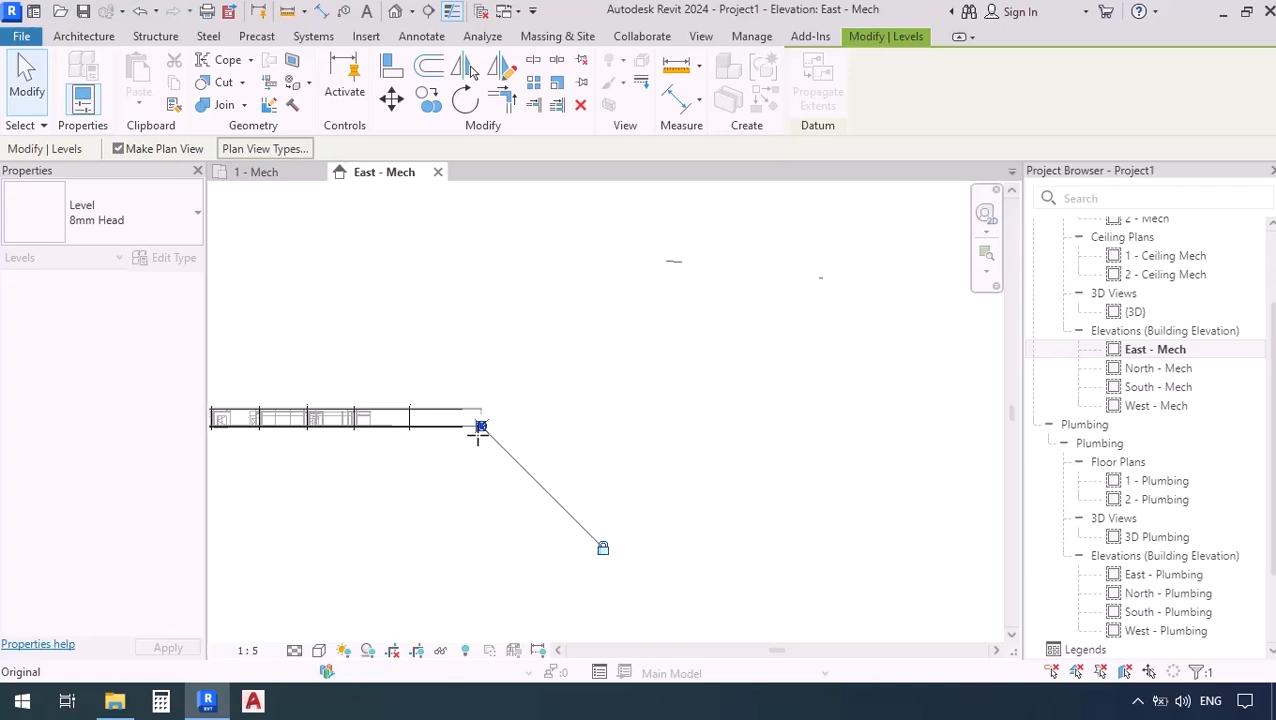 Autodesk Revit 2024 - Project1 - Elevation: East - Mech
Sign In
File
Architecture
Structure
Steel
Precast
Systems
Insert
Annotate
Analyze
Massing & Site
Collaborate
View
Manage
Add-Ins
Modify | Levels
Modify
Select
Properties
Paste
Clipboard
Cope
Cut
Join
Geometry
Activate
Controls
Modify
View
Measure
Create
Propagate
Extents
Datum
Modify | Levels
Make Plan View
Plan View Types...
Properties
1 - Mech
East - Mech
Project Browser - Project1
Level
8mm Head
Levels
Edit Type
Search
2 - Mech
Ceiling Plans
1 - Ceiling Mech
2 - Ceiling Mech
3D Views
{3D}
Elevations (Building Elevation)
East - Mech
North - Mech
South - Mech
West - Mech
Plumbing
Plumbing
Floor Plans
1 - Plumbing
2 - Plumbing
3D Views
3D Plumbing
Elevations (Building Elevation)
East - Plumbing
North - Plumbing
South - Plumbing
West - Plumbing
Legends
Properties help
Apply
1 : 5
Original
:0
Main Model
:1
ENG